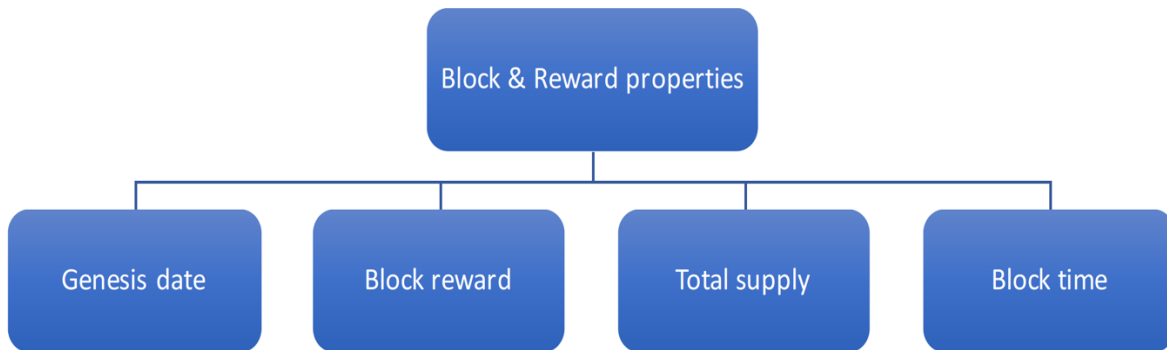 Block & Reward properties
Genesis date
Block reward
Total supply
Block time